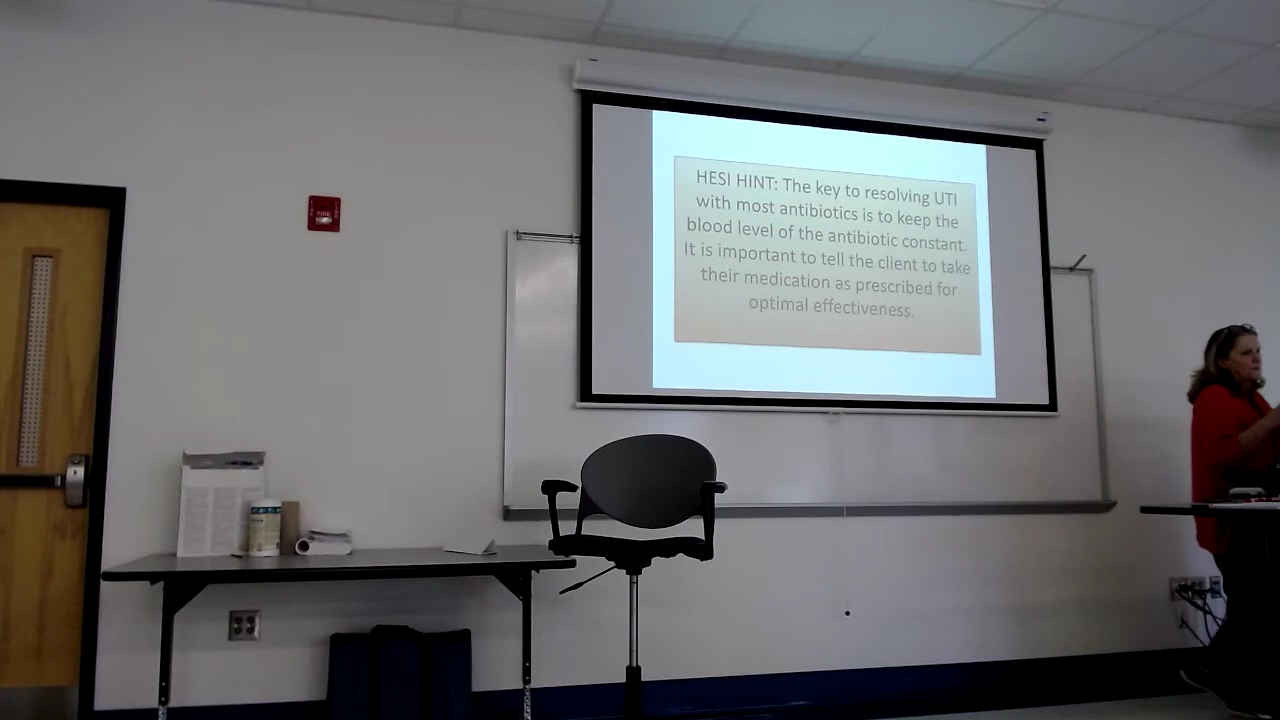 HESI HINT: The key to resolving UTI
with most antibiotics is to keep the
blood level of the antibiotic constant.
It is important to tell the client to take
their medication as prescribed for
optimal effectiveness.
FIRE